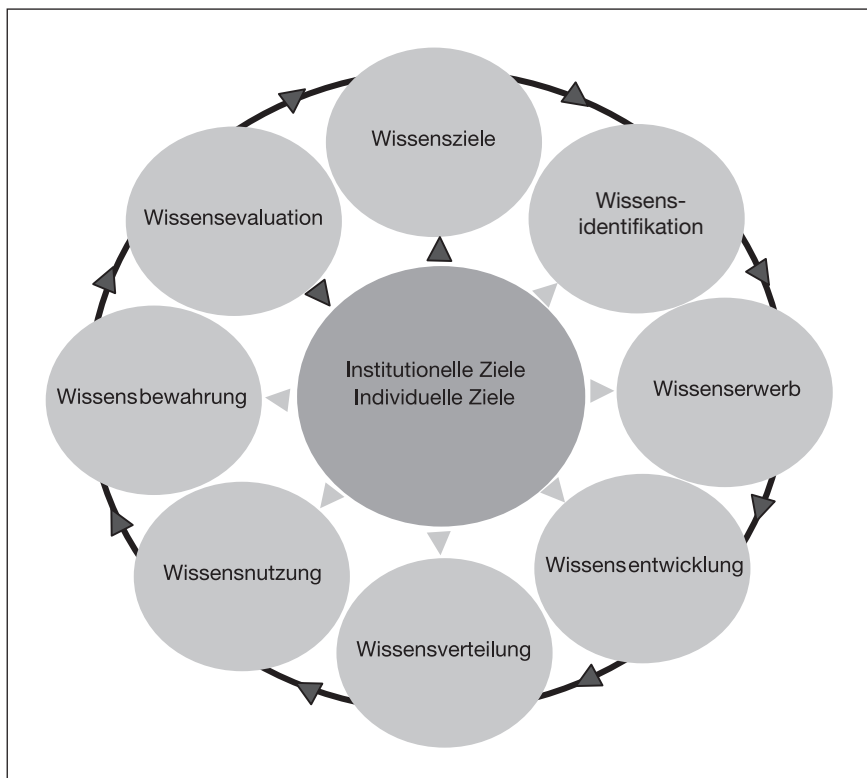 Wissensziele
Wissens-
identifikation
Wissensevaluation
Institutionelle Ziele
Individuelle Ziele
Wissenserwerb
Wissensbewahrung
Wissensentwicklung
Wissensnutzung
Wissensverteilung